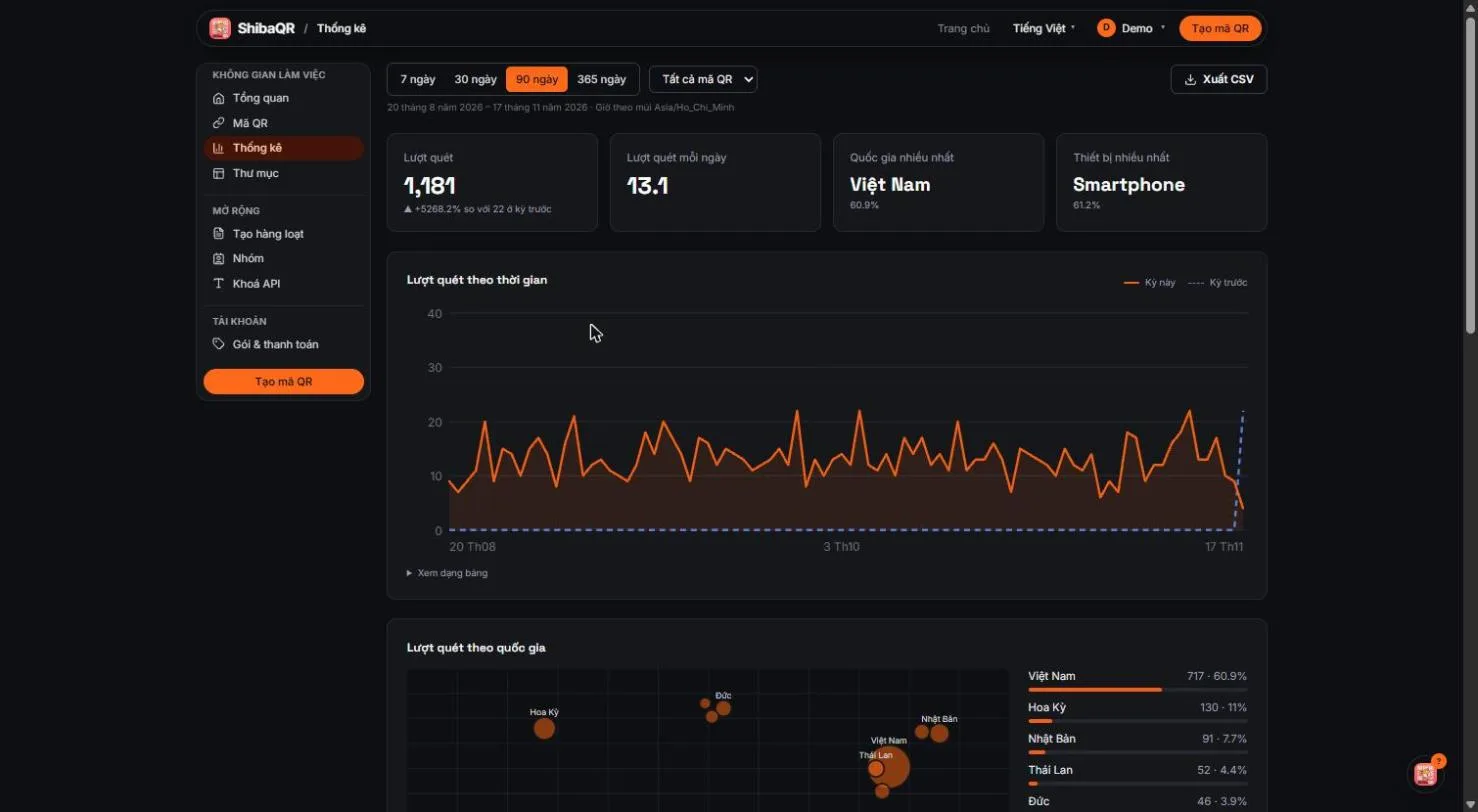 ShibaQR / Thống kê
Trang chủ
Tiếng Việt
D Demo
Tạo mã QR
KHÔNG GIAN LÀM VIỆC
Tổng quan
Mã QR
Thống kê
Thư mục
MỞ RỘNG
Tạo hàng loạt
Nhóm
Khoá API
TÀI KHOẢN
Gói & thanh toán
Tạo mã QR
7 ngày 30 ngày 90 ngày 365 ngày
Tất cả mã QR
Xuất CSV
20 tháng 8 năm 2026 – 17 tháng 11 năm 2026 · Giờ theo múi Asia/Ho_Chi_Minh
Lượt quét
1,181
▲ +5268.2% so với 22 ở kỳ trước
Lượt quét mỗi ngày
13.1
Quốc gia nhiều nhất
Việt Nam
60.9%
Thiết bị nhiều nhất
Smartphone
61.2%
Lượt quét theo thời gian
Kỳ này
Kỳ trước
40
30
20
10
0
20 Th08
3 Th10
17 Th11
Xem dạng bảng
Lượt quét theo quốc gia
Hoa Kỳ
Đức
Nhật Bản
Việt Nam
Thái Lan
Việt Nam 717 · 60.9%
Hoa Kỳ 130 · 11%
Nhật Bản 91 · 7.7%
Thái Lan 52 · 4.4%
Đức 46 · 3.9%
?